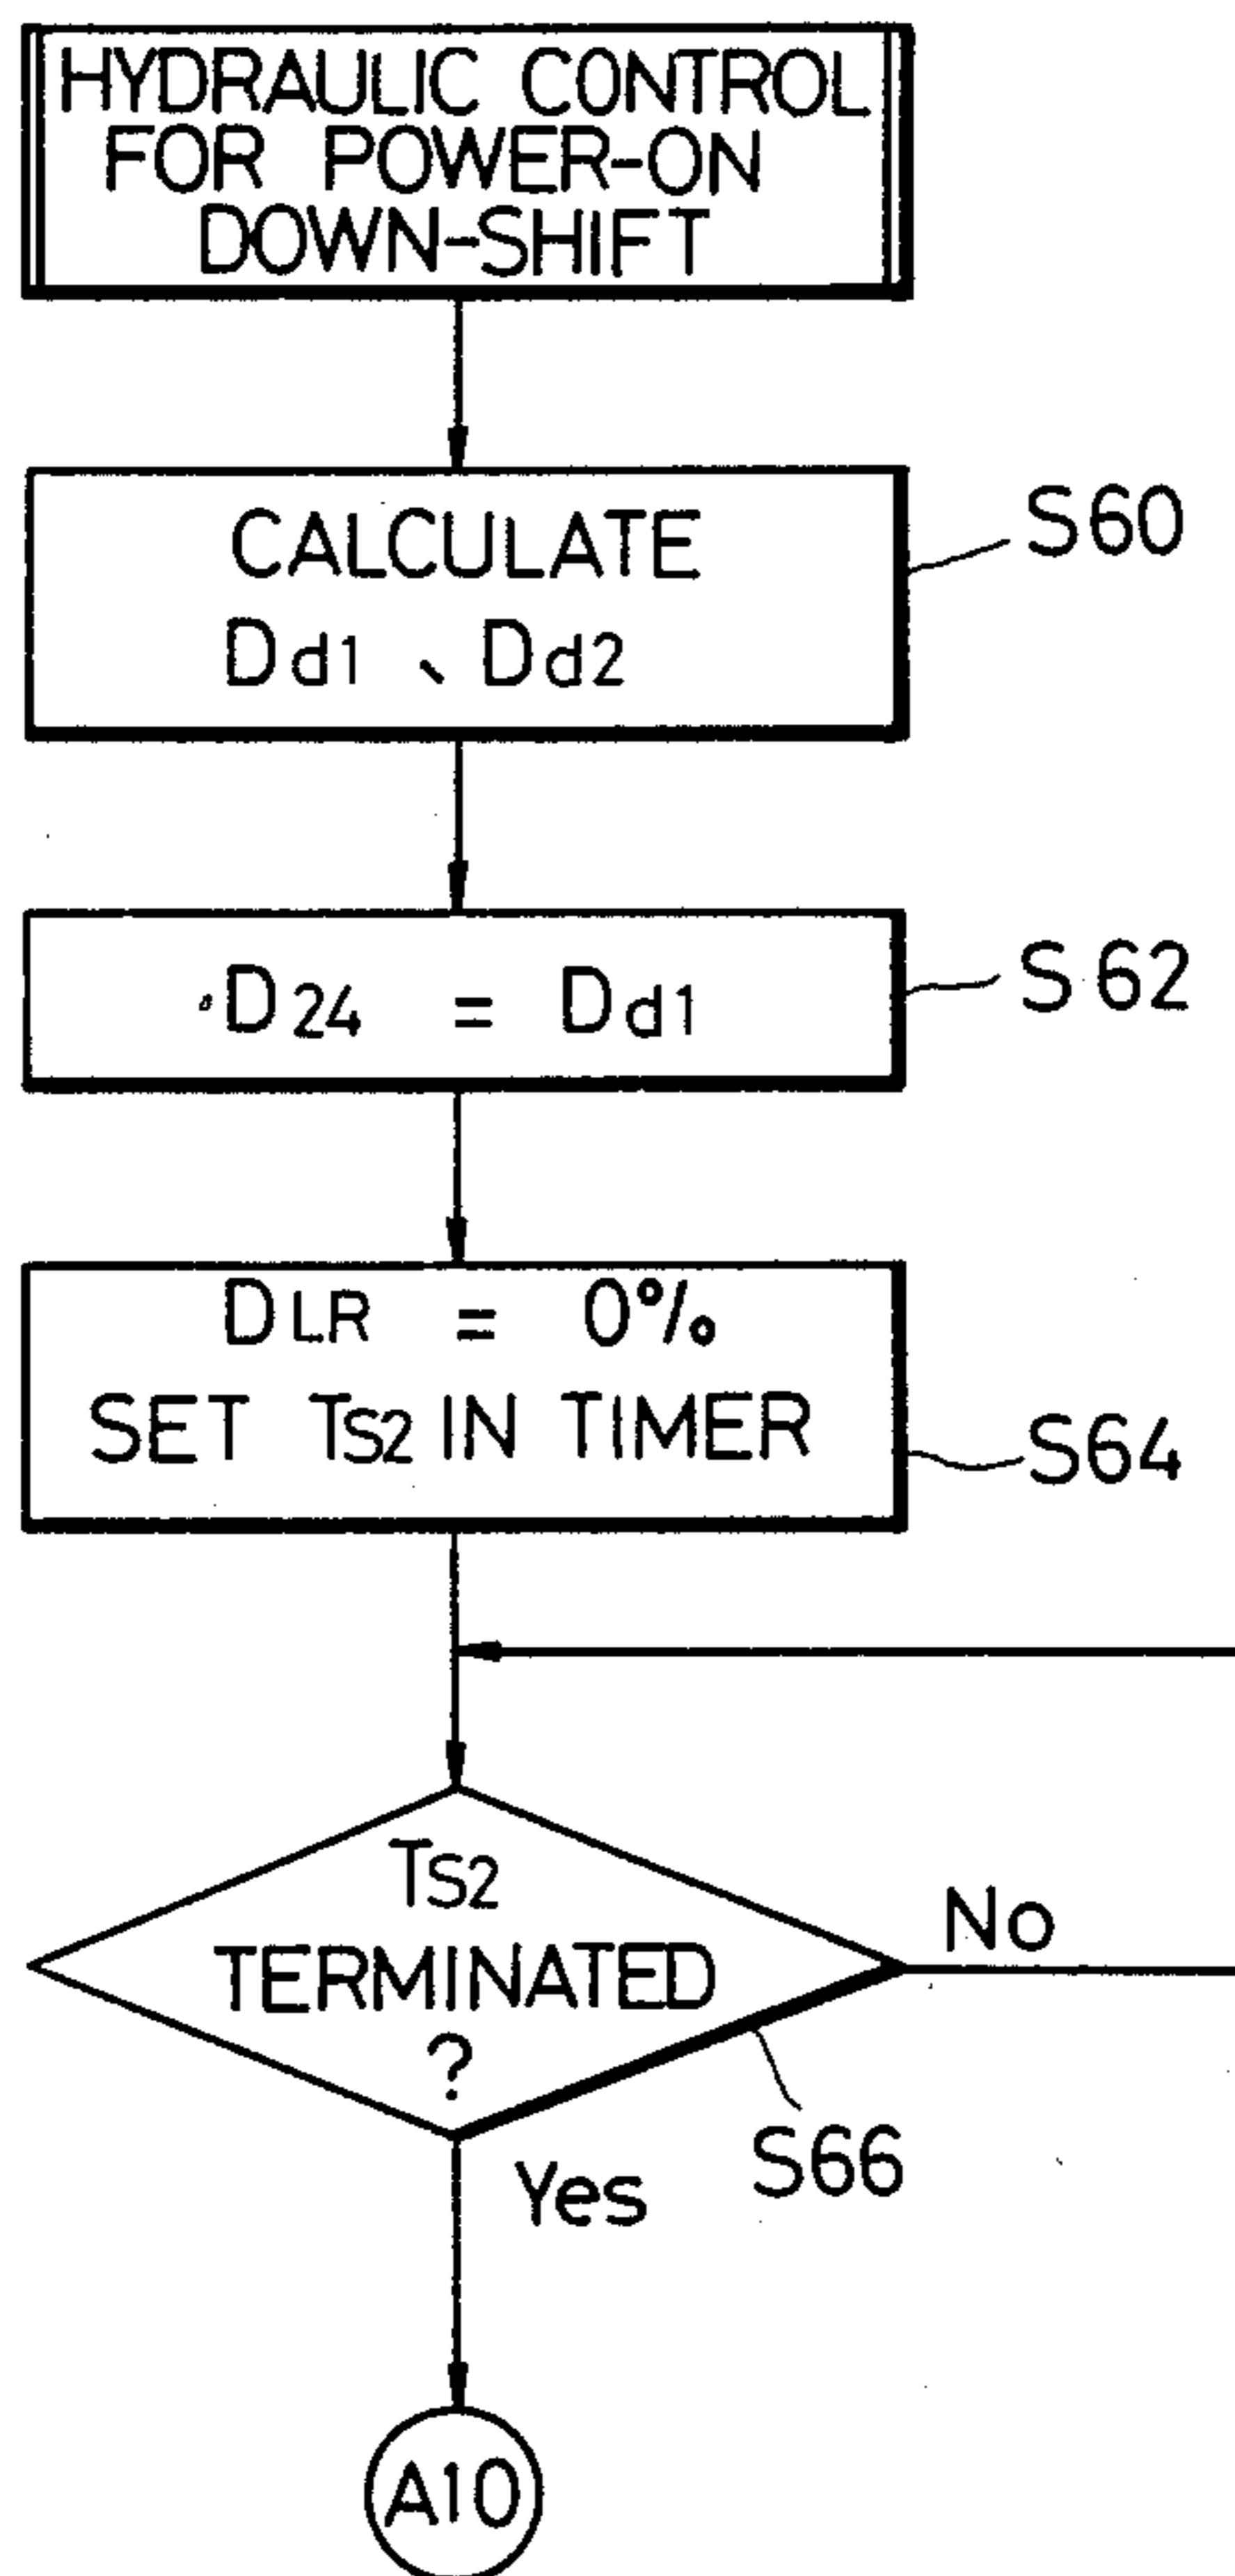 HYDRAULIC CONTROL
FOR POWER-ON
DOWN-SHIFT
CALCULATE
Dd1、Dd2
S60
D24 = Dd1
S62
DLR = 0%
SET TS2 IN TIMER
S64
TS2
TERMINATED
?
No
S66
Yes
A10